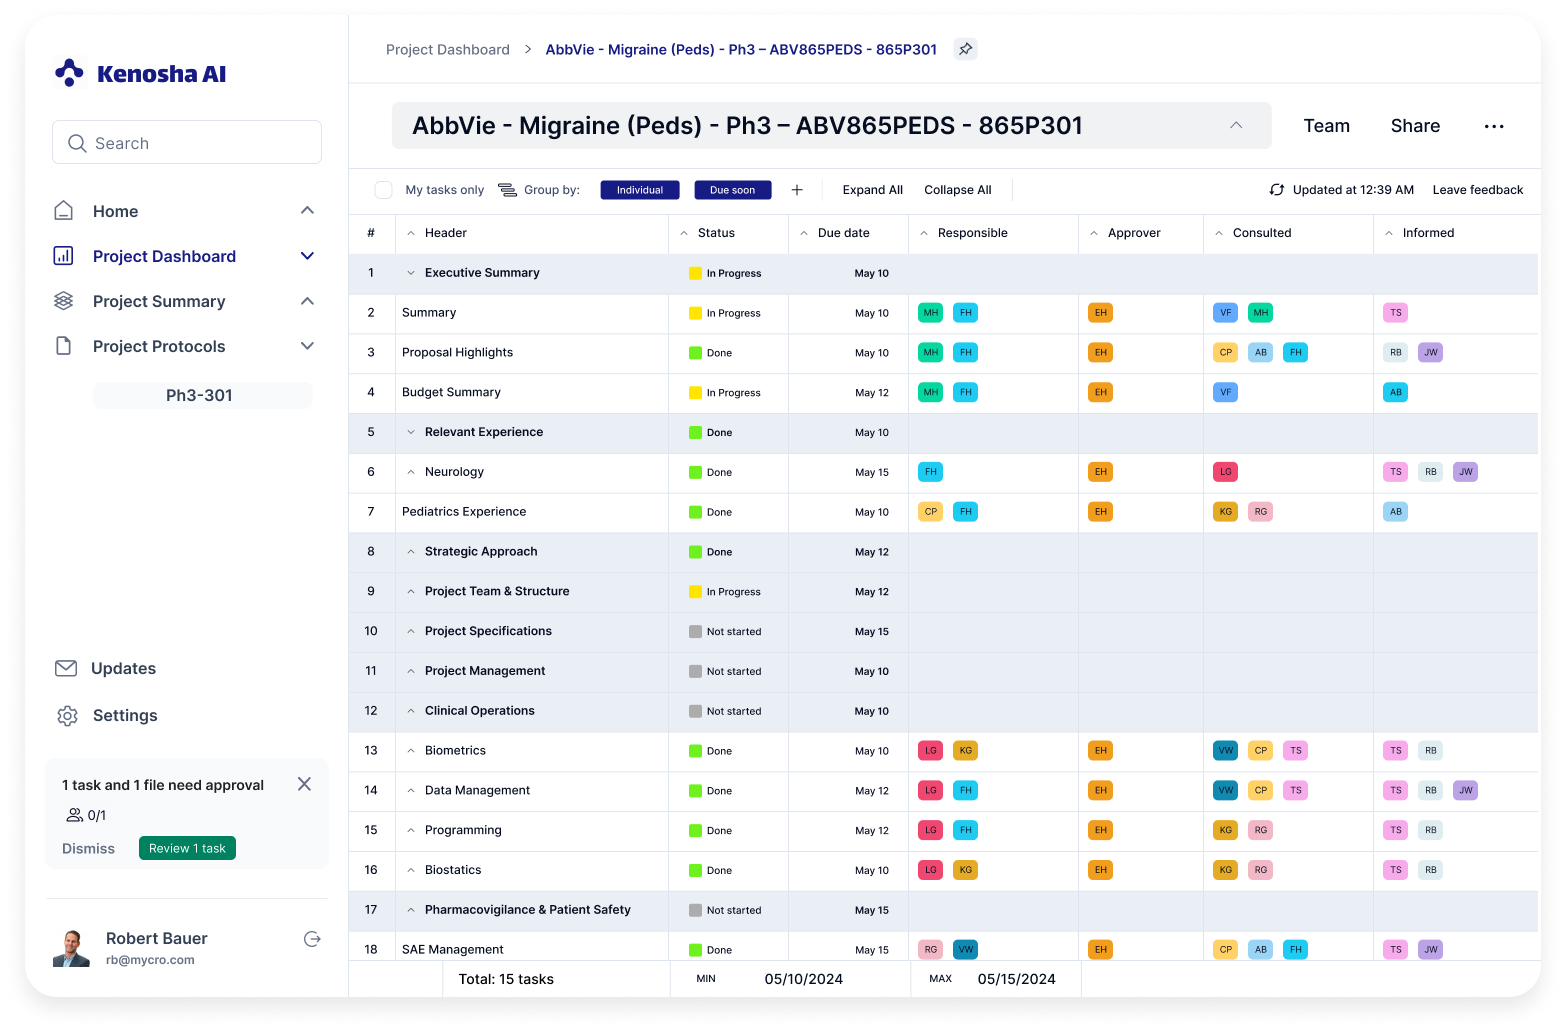 Kenosha AI
Search
Home
Project Dashboard
Project Summary
Project Protocols
Ph3-301
Updates
Settings
1 task and 1 file need approval
0/1
Dismiss Review 1 task
Robert Bauer
rb@mycro.com
Project Dashboard > AbbVie - Migraine (Peds) - Ph3 – ABV865PEDS - 865P301
AbbVie - Migraine (Peds) - Ph3 – ABV865PEDS - 865P301 Team Share ...
My tasks only Group by: Individual Due soon + Expand All Collapse All Updated at 12:39 AM Leave feedback
# Header Status Due date Responsible Approver Consulted Informed
1 Executive Summary In Progress May 10
2 Summary In Progress May 10 MH FH EH VF MH TS
3 Proposal Highlights Done May 10 MH FH EH CP AB FH RB JW
4 Budget Summary In Progress May 12 MH FH EH VF AB
5 Relevant Experience Done May 10
6 Neurology Done May 15 FH EH LG TS RB JW
7 Pediatrics Experience Done May 10 CP FH EH KG RG AB
8 Strategic Approach Done May 12
9 Project Team & Structure In Progress May 12
10 Project Specifications Not started May 15
11 Project Management Not started May 10
12 Clinical Operations Not started May 10
13 Biometrics Done May 10 LG KG EH VW CP TS TS RB
14 Data Management Done May 12 LG FH EH VW CP TS TS RB JW
15 Programming Done May 12 LG FH EH KG RG TS RB
16 Biostatics Done May 10 LG KG EH KG RG TS RB
17 Pharmacovigilance & Patient Safety Not started May 15
18 SAE Management Done May 15 RG VW EH CP AB FH TS JW
Total: 15 tasks MIN 05/10/2024 MAX 05/15/2024